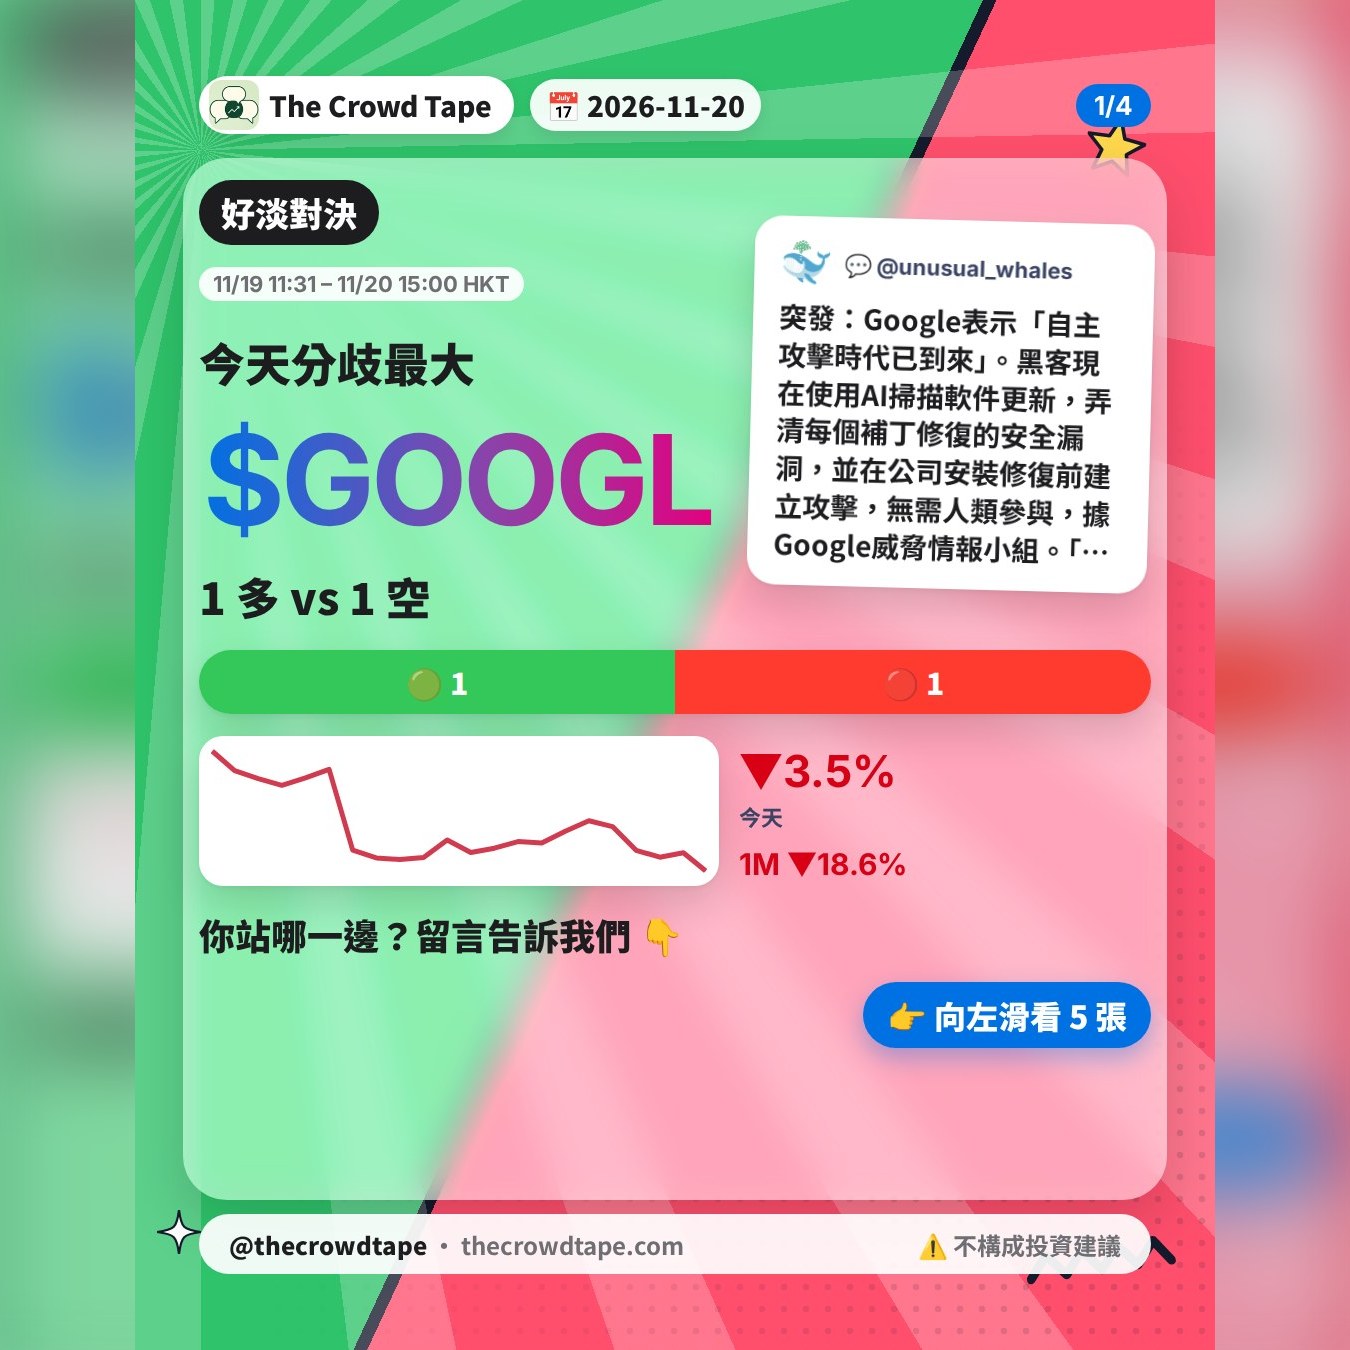 The Crowd Tape
2026-11-20
1/4
好淡對決
11/19 11:31 – 11/20 15:00 HKT
今天分歧最大
$GOOGL
1 多 vs 1 空
@unusual_whales
突發：Google表示「自主
攻擊時代已到來」。黑客現
在使用AI掃描軟件更新，弄
清每個補丁修復的安全漏
洞，並在公司安裝修復前建
立攻擊，無需人類參與，據
Google威脅情報小組。「…
1
1
▼3.5%
今天
1M ▼18.6%
你站哪一邊？留言告訴我們
向左滑看 5 張
@thecrowdtape • thecrowdtape.com
不構成投資建議